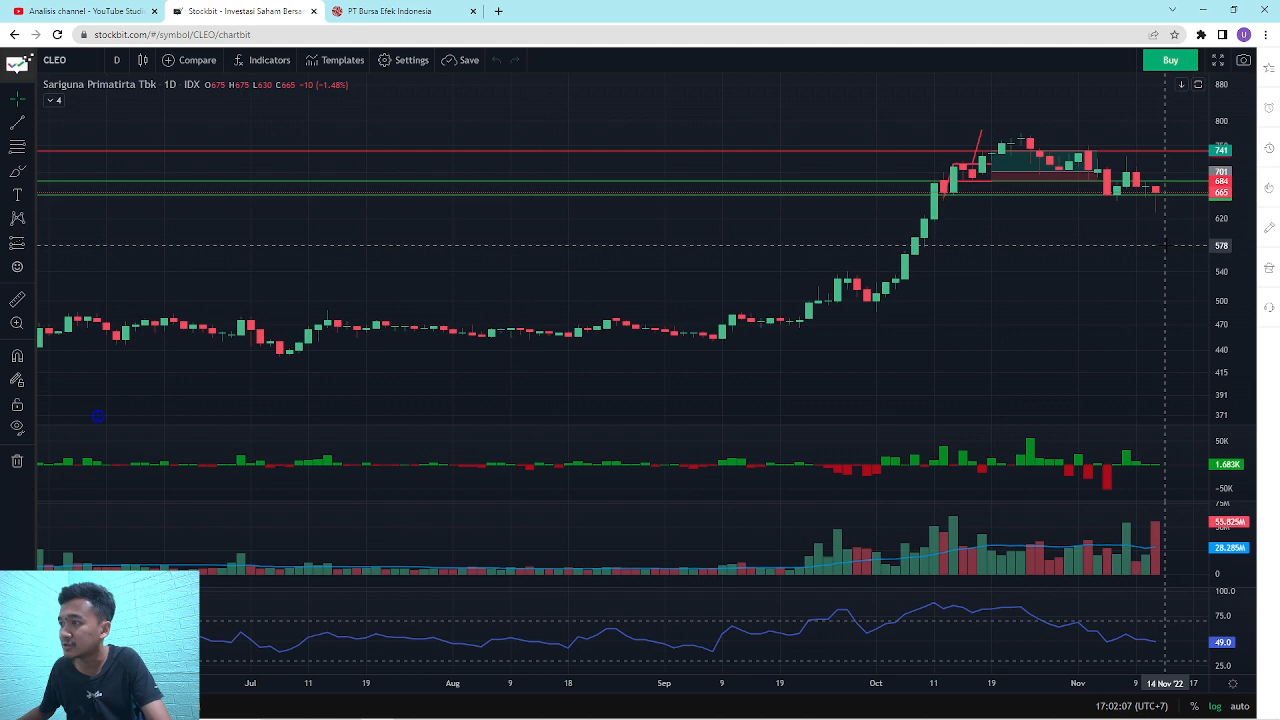 Analisis channel - YouTube Studio
Stockbit - Investasi Saham Bersa
PT Bursa Efek Indonesia
stockbit.com/#/symbol/CLEO/chartbit
U
CLEO D Compare Indicators Templates Settings Save Buy
Sariguna Primatirta Tbk 1D IDX O675 H675 L630 C665 −10 (−1.48%)
4
880
800
741
701
684
665
620
578
540
500
470
440
415
391
371
50K
1.683K
−50K
75M
55.825M
28.285M
0
100.0
75.0
49.0
25.0
Jul 11 19 Aug 18 Sep 9 19 Oct 11 19 Nov 9 14 Nov '22 17
17:02:07 (UTC+7) % log auto